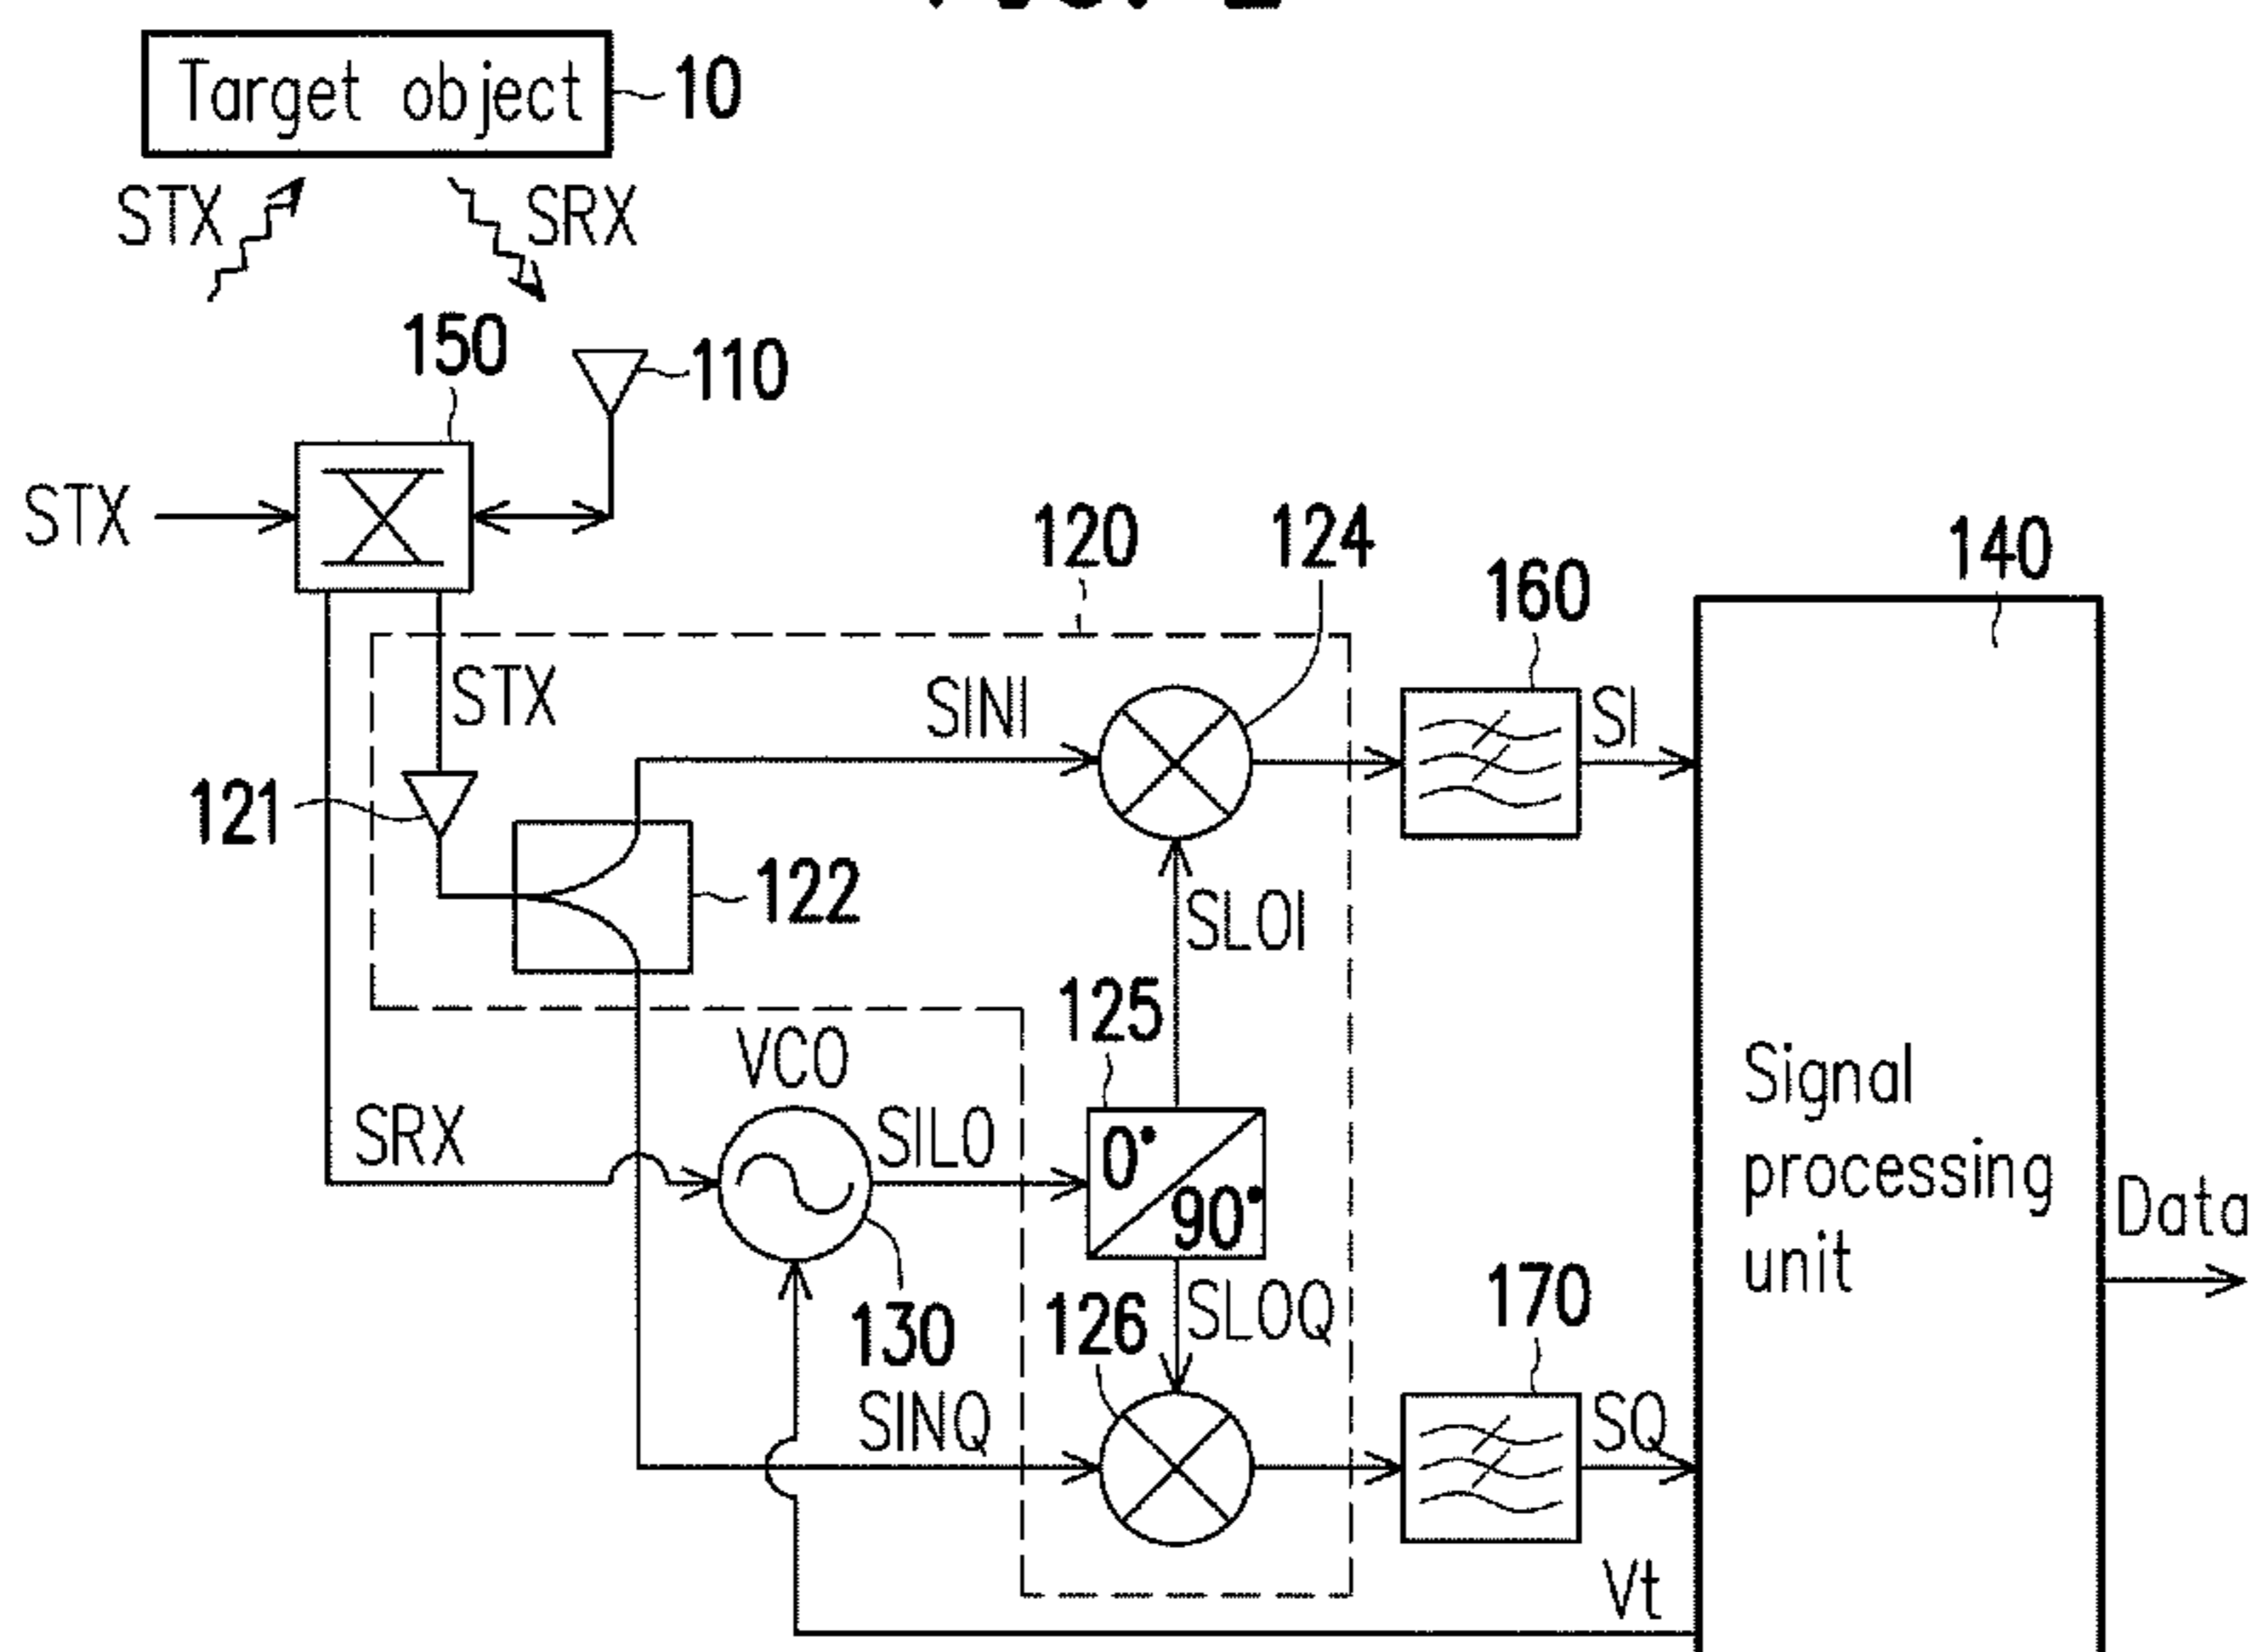 Target object
10
STX
SRX
150
110
STX
120
124
160
140
STX
SINI
SI
121
122
SLOI
125
VCO
SRX
SILO
0°
90°
Signal
processing
unit
Data
130
126
SLOQ
170
SINQ
SQ
Vt